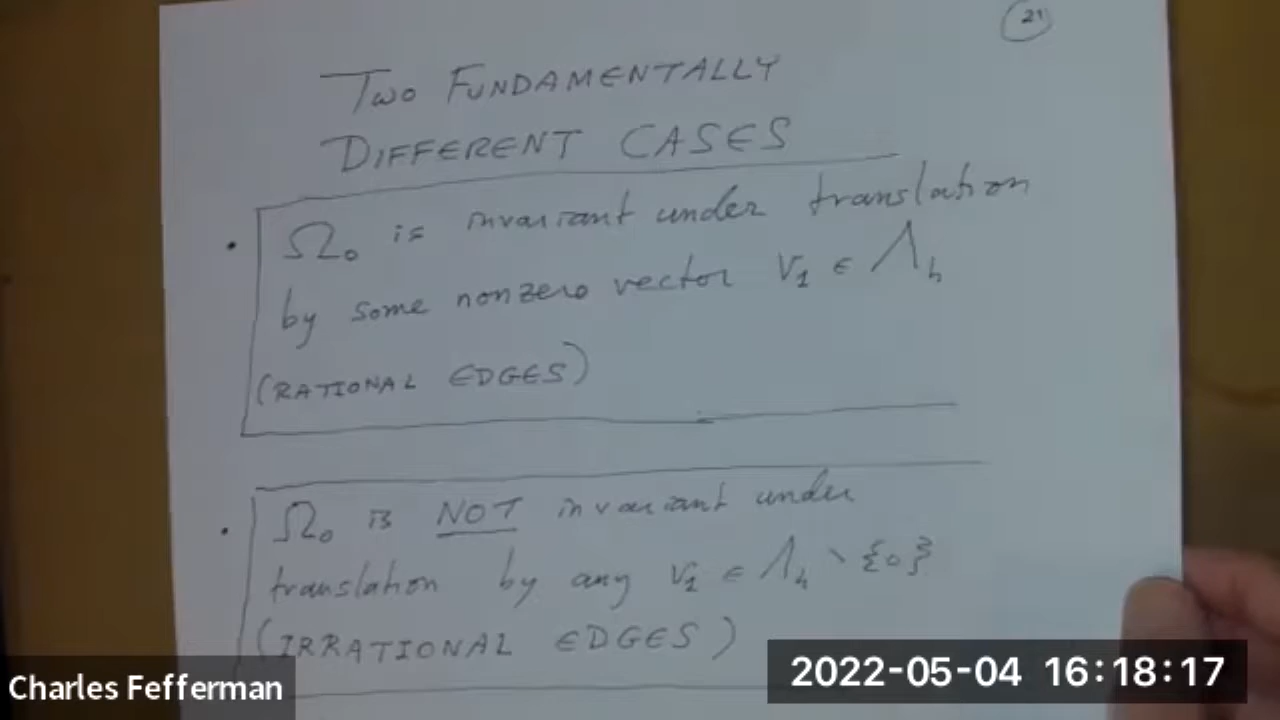 21
TWO FUNDAMENTALLY
DIFFERENT CASES
• Ω₀ is invariant under translation
by some nonzero vector v₁ ∈ Λₕ
(RATIONAL EDGES)
• Ω₀ is NOT invariant under
translation by any v₁ ∈ Λₕ \ {0}
(IRRATIONAL EDGES)
Charles Fefferman
2022-05-04 16:18:17